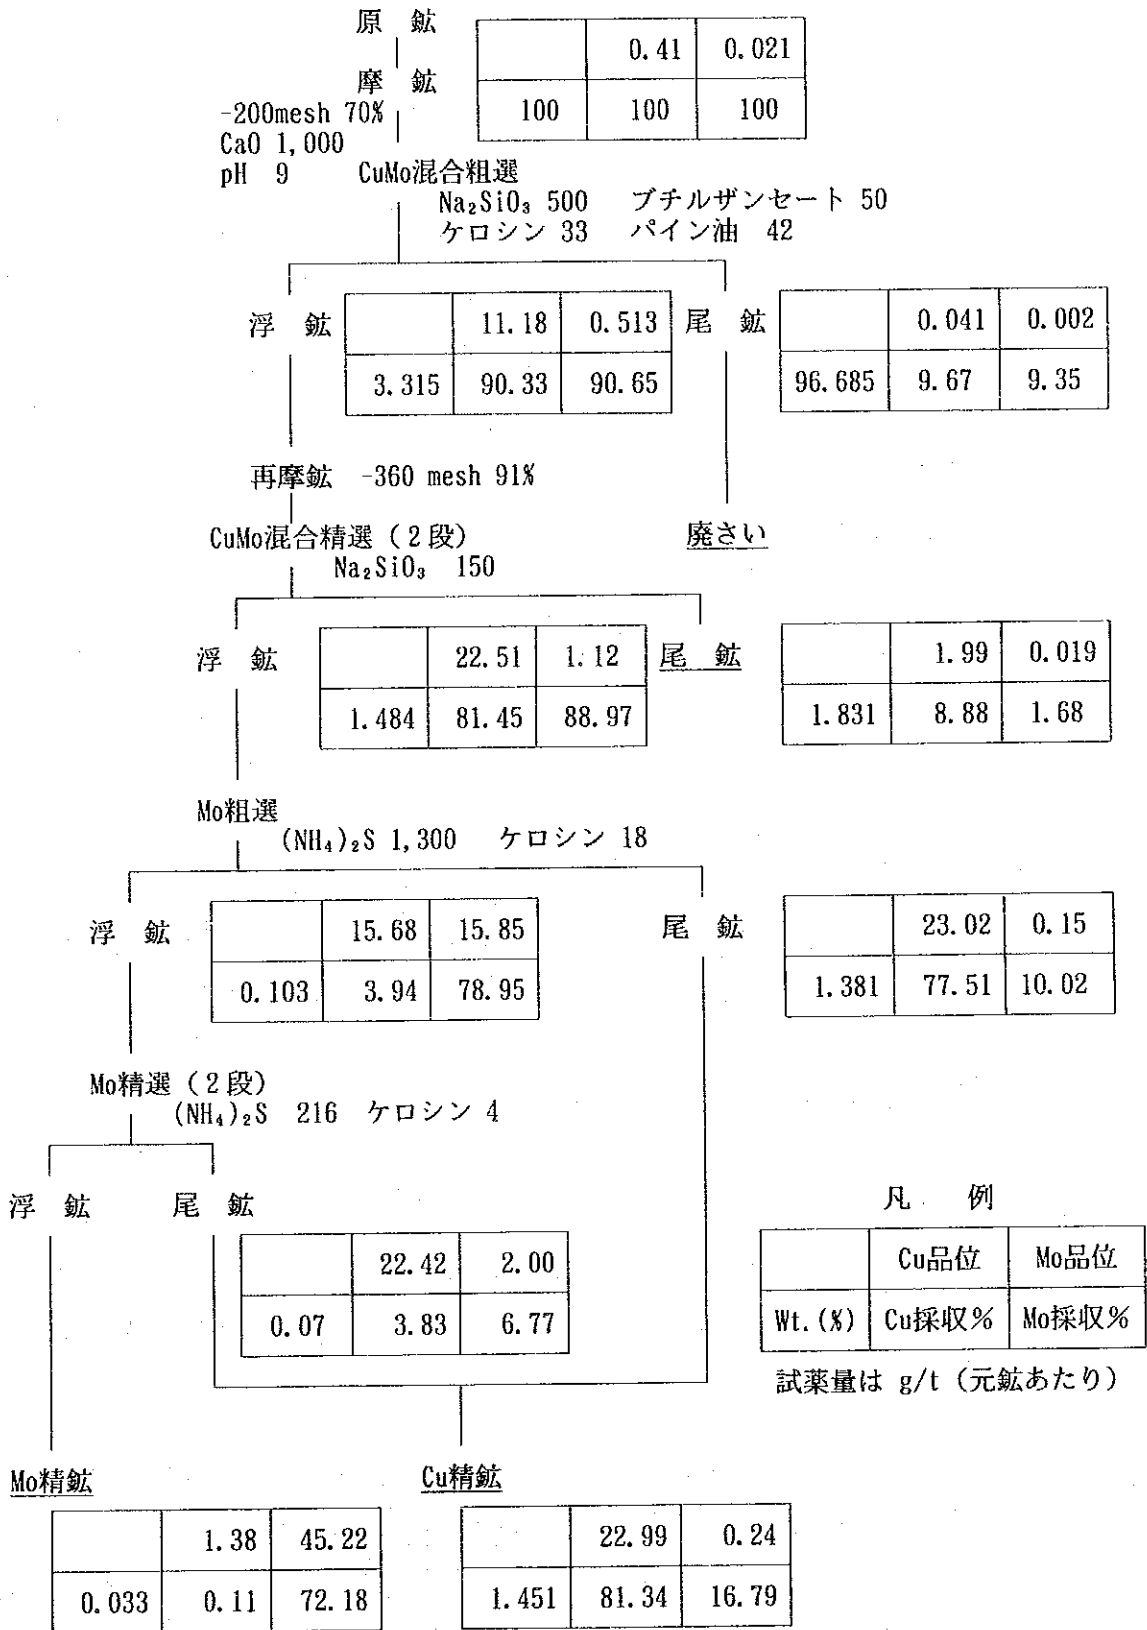 原 鉱
0.41 0.021
摩 鉱
100 100 100
-200mesh 70%
CaO 1,000
pH 9 CuMo混合粗選
Na₂SiO₃ 500 ブチルザンセート 50
ケロシン 33 パイン油 42
浮 鉱
11.18 0.513
3.315 90.33 90.65
尾 鉱
0.041 0.002
96.685 9.67 9.35
再摩鉱 -360 mesh 91%
CuMo混合精選(2段)
廃さい
Na₂SiO₃ 150
浮 鉱
22.51 1.12
1.484 81.45 88.97
尾 鉱
1.99 0.019
1.831 8.88 1.68
Mo粗選
(NH₄)₂S 1,300 ケロシン 18
浮 鉱
15.68 15.85
0.103 3.94 78.95
尾 鉱
23.02 0.15
1.381 77.51 10.02
Mo精選(2段)
(NH₄)₂S 216 ケロシン 4
浮 鉱 尾 鉱
22.42 2.00
0.07 3.83 6.77
凡 例
Cu品位 Mo品位
Wt.(%) Cu採収% Mo採収%
試薬量は g/t(元鉱あたり)
Mo精鉱
1.38 45.22
0.033 0.11 72.18
Cu精鉱
22.99 0.24
1.451 81.34 16.79